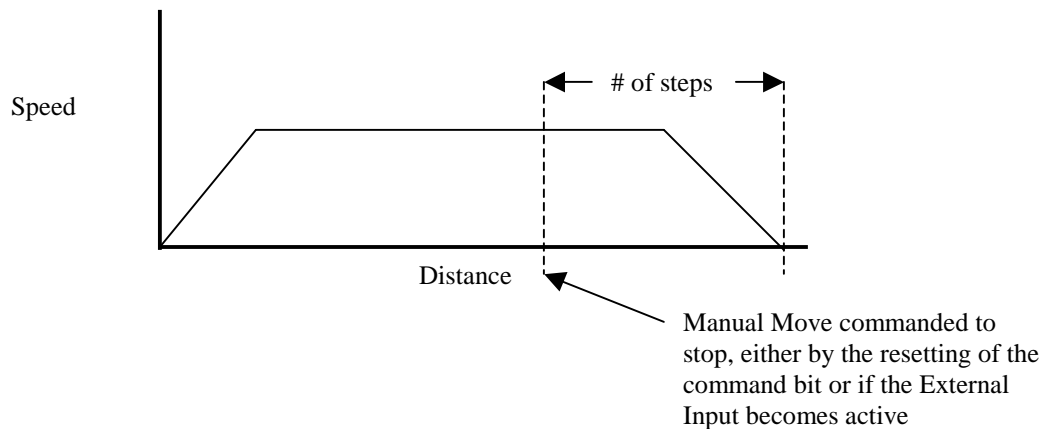 # of steps
Speed
Distance
Manual Move commanded to
stop, either by the resetting of the
command bit or if the External
Input becomes active